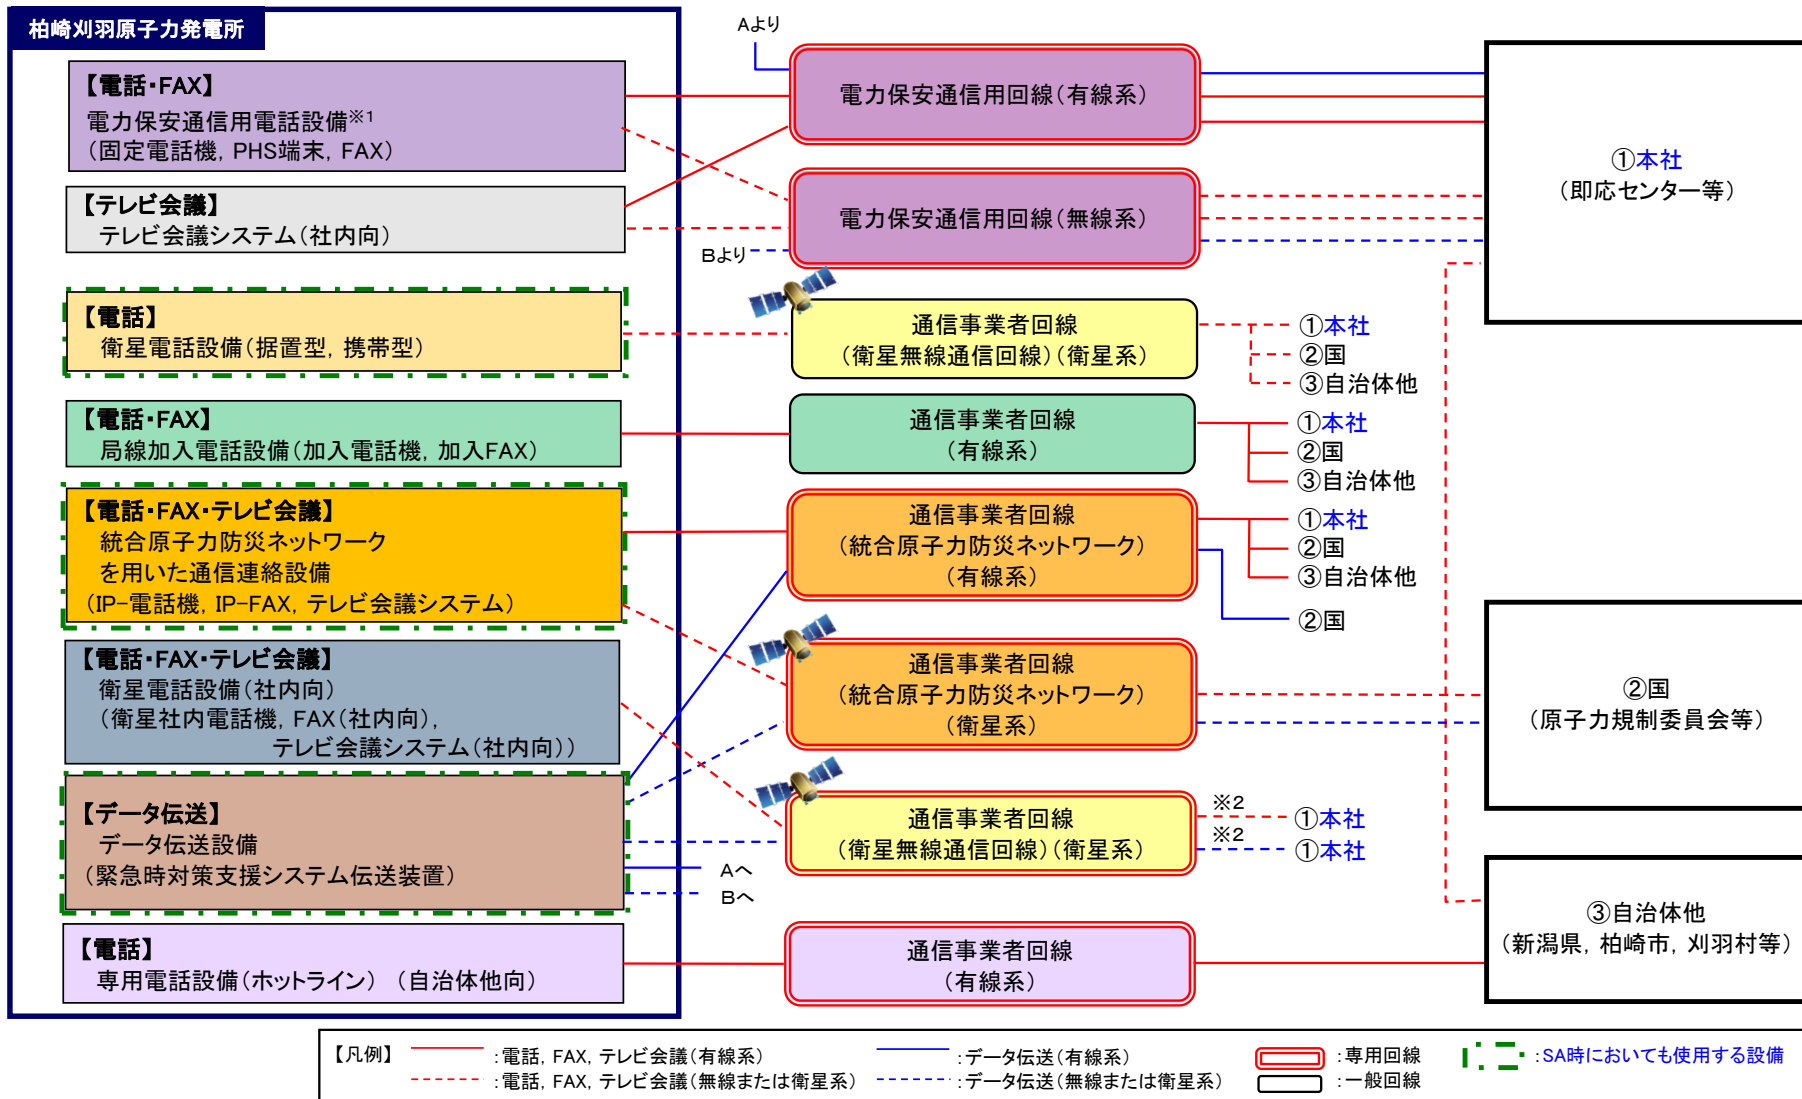 柏崎刈羽原子力発電所
【電話・FAX】
電力保安通信用電話設備※1
（固定電話機, PHS端末, FAX）
【テレビ会議】
テレビ会議システム（社内向）
【電話】
衛星電話設備（据置型, 携帯型）
【電話・FAX】
局線加入電話設備（加入電話機, 加入FAX）
【電話・FAX・テレビ会議】
統合原子力防災ネットワーク
を用いた通信連絡設備
（IP-電話機, IP-FAX, テレビ会議システム）
【電話・FAX・テレビ会議】
衛星電話設備（社内向）
（衛星社内電話機, FAX（社内向）,
テレビ会議システム（社内向））
【データ伝送】
データ伝送設備
（緊急時対策支援システム伝送装置）
【電話】
専用電話設備（ホットライン）（自治体他向）
Aより
Bより
Aへ
Bへ
電力保安通信用回線（有線系）
電力保安通信用回線（無線系）
通信事業者回線
（衛星無線通信回線）（衛星系）
通信事業者回線
（有線系）
通信事業者回線
（統合原子力防災ネットワーク）
（有線系）
通信事業者回線
（統合原子力防災ネットワーク）
（衛星系）
通信事業者回線
（衛星無線通信回線）（衛星系）
通信事業者回線
（有線系）
①本社
②国
③自治体他
①本社
②国
③自治体他
①本社
②国
③自治体他
②国
※2
①本社
※2
①本社
①本社
（即応センター等）
②国
（原子力規制委員会等）
③自治体他
（新潟県, 柏崎市, 刈羽村等）
【凡例】
：電話, FAX, テレビ会議（有線系）
：データ伝送（有線系）
：専用回線
：SA時においても使用する設備
：電話, FAX, テレビ会議（無線または衛星系）
：データ伝送（無線または衛星系）
：一般回線